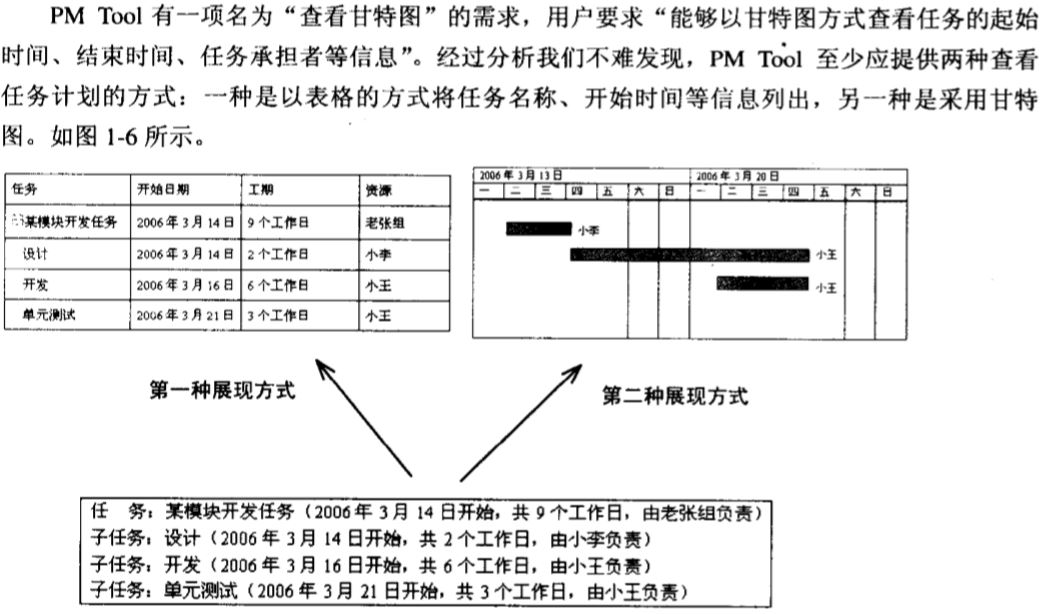 PM Tool 有一项名为“查看甘特图”的需求，用户要求“能够以甘特图方式查看任务的起始
时间、结束时间、任务承担者等信息”。经过分析我们不难发现，PM Tool 至少应提供两种查看
任务计划的方式：一种是以表格的方式将任务名称、开始时间等信息列出，另一种是采用甘特
图。如图 1-6 所示。
任务 开始日期 工期 资源
某模块开发任务 2006 年 3 月 14 日 9 个工作日 老张组
设计 2006 年 3 月 14 日 2 个工作日 小李
开发 2006 年 3 月 16 日 6 个工作日 小王
单元测试 2006 年 3 月 21 日 3 个工作日 小王
2006 年 3 月 13 日 2006 年 3 月 20 日
一 二 三 四 五 六 日 一 二 三 四 五 六 日
小李
小王
小王
第一种展现方式
第二种展现方式
任 务：某模块开发任务（2006 年 3 月 14 日开始，共 9 个工作日，由老张组负责）
子任务：设计（2006 年 3 月 14 日开始，共 2 个工作日，由小李负责）
子任务：开发（2006 年 3 月 16 日开始，共 6 个工作日，由小王负责）
子任务：单元测试（2006 年 3 月 21 日开始，共 3 个工作日，由小王负责）